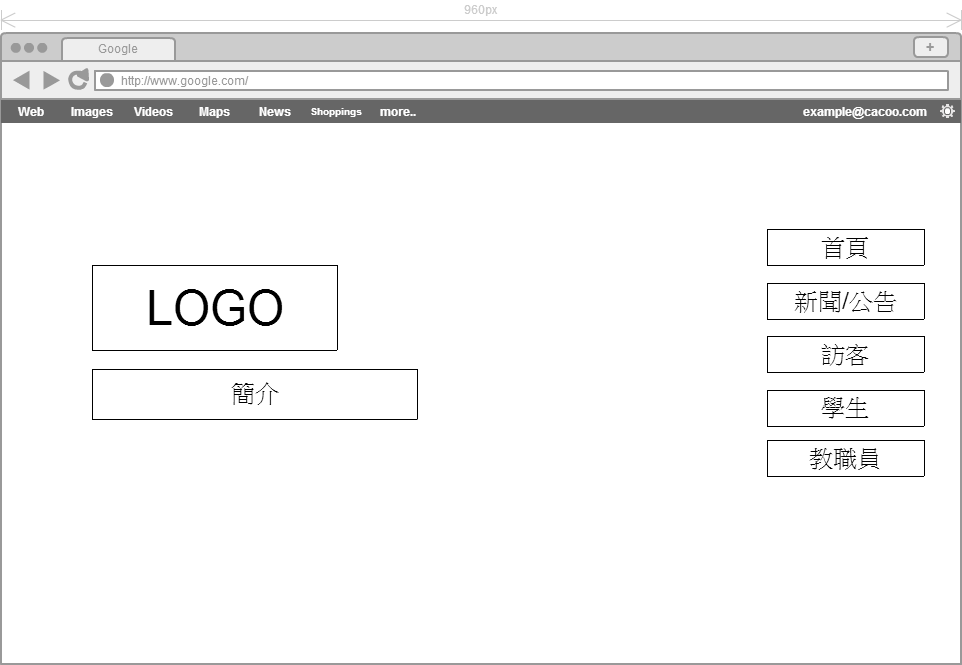 960px
Google
+
http://www.google.com/
Web Images Videos Maps News Shoppings more.. example@cacoo.com
LOGO
簡介
首頁
新聞/公告
訪客
學生
教職員